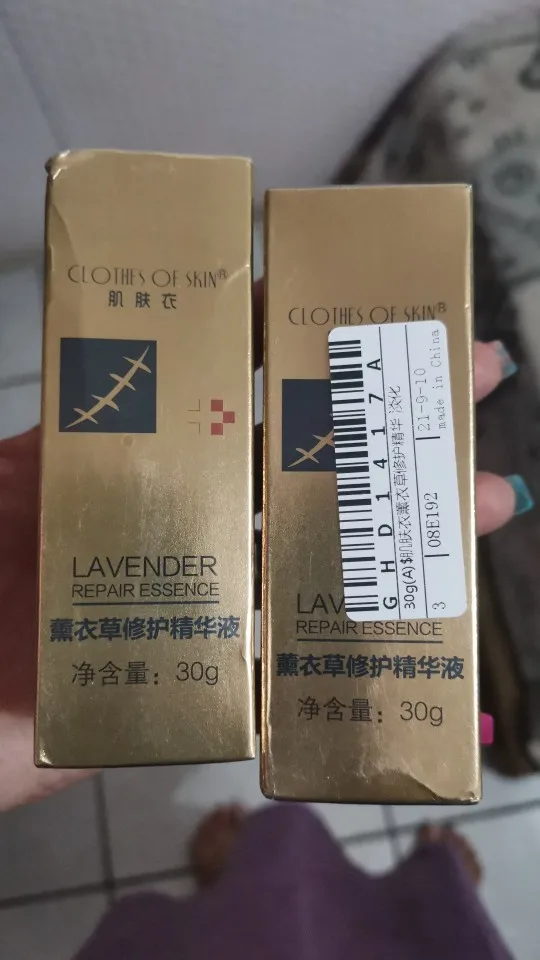 CLOTHES OF SKIN®
肌肤衣
LAVENDER
REPAIR ESSENCE
薰衣草修护精华液
净含量：30g
CLOTHES OF SKIN®
GHD1417A
30g(A)$肌肤衣薰衣草修护精华 淡化
3 08E192 21-9-10
made in China
LAV
REPAIR ESSENCE
薰衣草修护精华液
净含量：30g